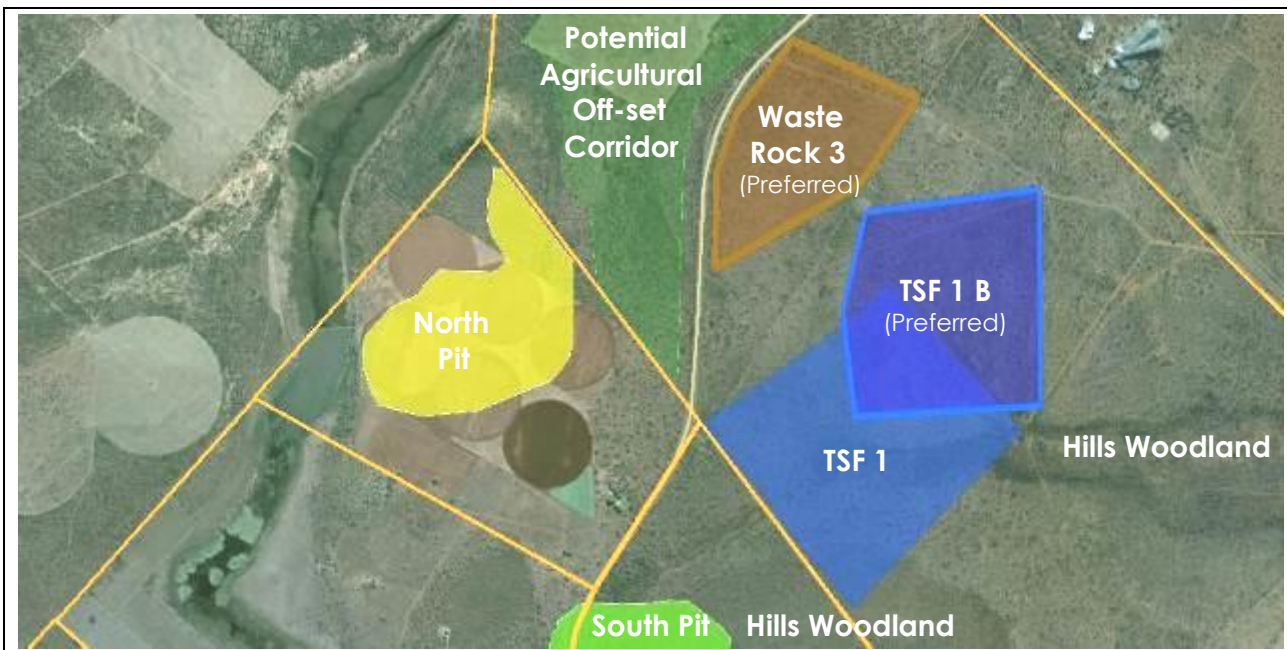 Potential
Agricultural
Off-set
Corridor
Waste
Rock 3
(Preferred)
TSF 1 B
(Preferred)
North
Pit
Hills Woodland
TSF 1
South Pit
Hills Woodland